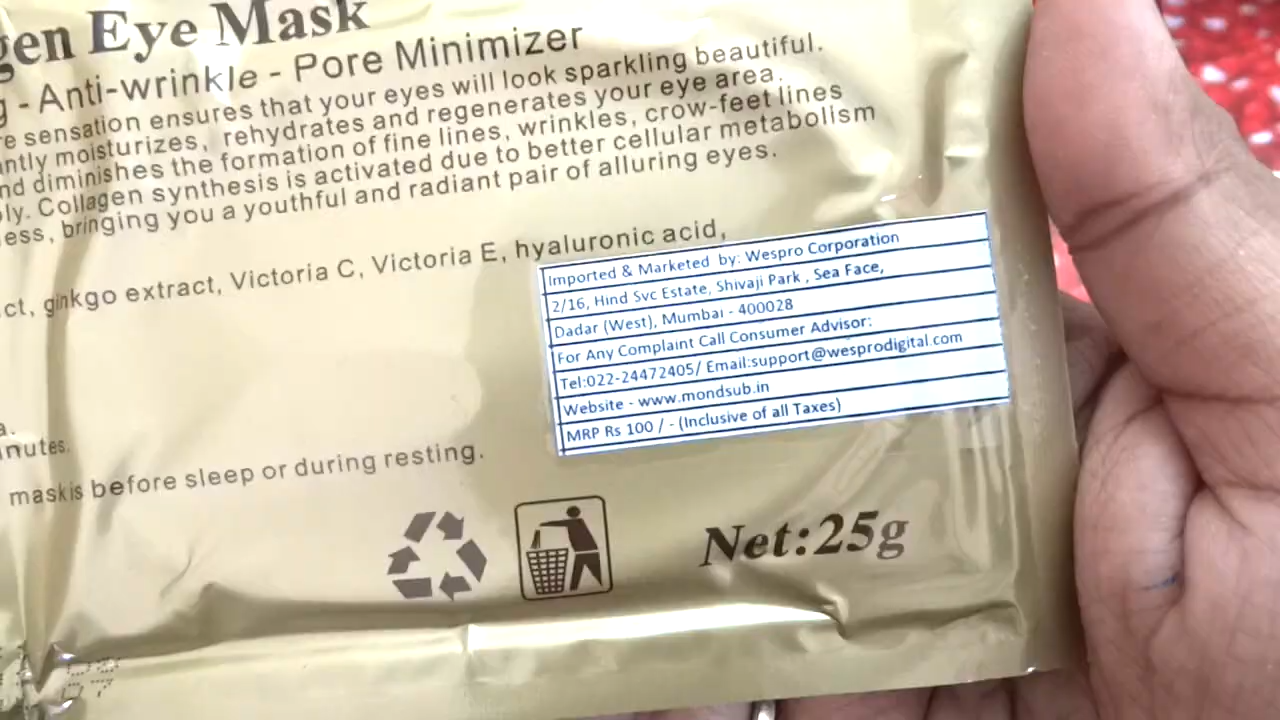 gen Eye Mask
g - Anti-wrinkle - Pore Minimizer
re sensation ensures that your eyes will look sparkling beautiful.
antly moisturizes, rehydrates and regenerates your eye area.
nd diminishes the formation of fine lines, wrinkles, crow-feet lines
ly. Collagen synthesis is activated due to better cellular metabolism
ess, bringing you a youthful and radiant pair of alluring eyes.
ct, ginkgo extract, Victoria C, Victoria E, hyaluronic acid,
Imported & Marketed by: Wespro Corporation
2/16, Hind Svc Estate, Shivaji Park , Sea Face,
Dadar (West), Mumbai - 400028
For Any Complaint Call Consumer Advisor:
Tel:022-24472405/ Email:support@wesprodigital.com
Website - www.mondsub.in
MRP Rs 100 / - (Inclusive of all Taxes)
a.
nutes.
maskis before sleep or during resting.
Net:25g